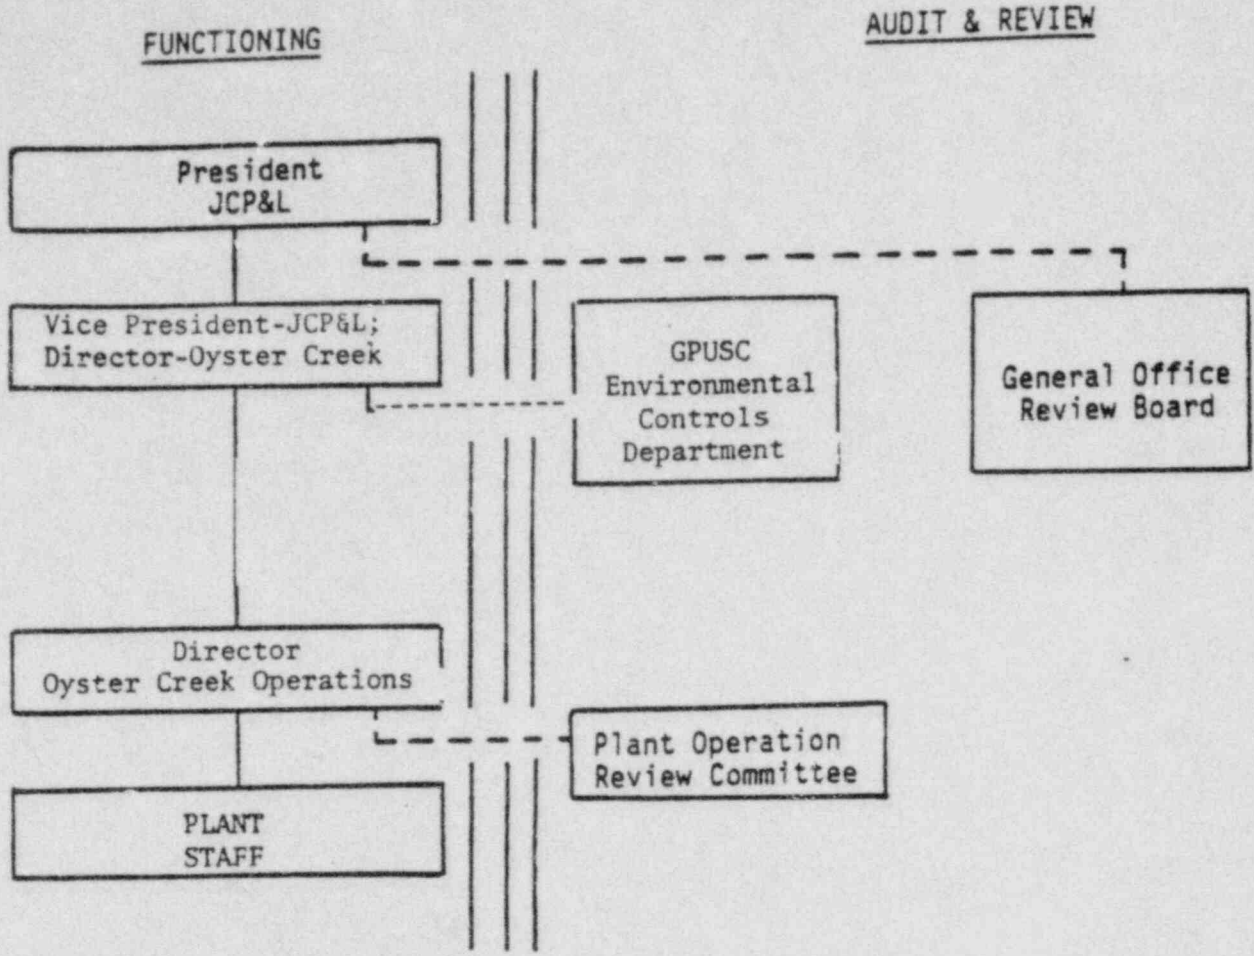 FUNCTIONING
AUDIT & REVIEW
President
JCP&L
Vice President-JCP&L;
Director-Oyster Creek
GPUSC
Environmental
Controls
Department
General Office
Review Board
Director
Oyster Creek Operations
Plant Operation
Review Committee
PLANT
STAFF